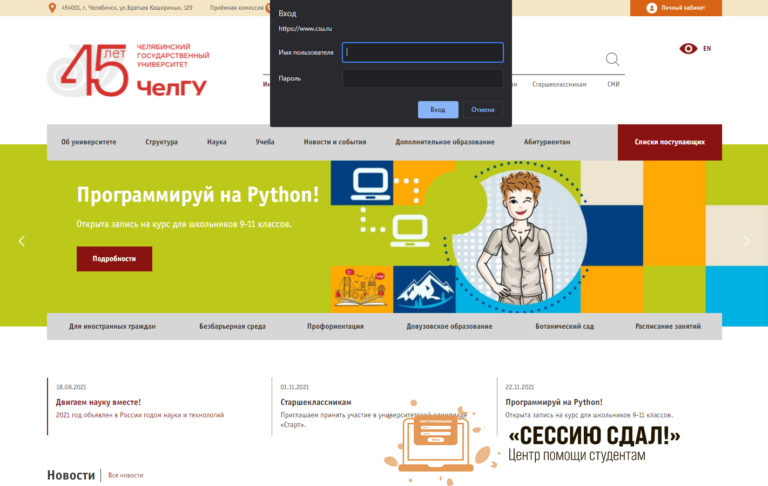 454001, г. Челябинск, ул.Братьев Кашириных, 129
Приёмная комиссия
Личный кабинет
Вход
https://www.csu.ru
Имя пользователя
Пароль
Вход
Отмена
45 лет
ЧЕЛЯБИНСКИЙ
ГОСУДАРСТВЕННЫЙ
УНИВЕРСИТЕТ
ЧелГУ
EN
Старшеклассникам
СМИ
Об университете
Структура
Наука
Учеба
Новости и события
Дополнительное образование
Абитуриентам
Списки поступающих
Программируй на Python!
Открыта запись на курс для школьников 9-11 классов.
Подробности
Для иностранных граждан
Безбарьерная среда
Профориентация
Довузовское образование
Ботанический сад
Расписание занятий
18.08.2021
Двигаем науку вместе!
2021 год объявлен в России годом науки и технологий
01.11.2021
Старшеклассникам
Приглашаем принять участие в университетской олимпиаде
«Старт».
22.11.2021
Программируй на Python!
Открыта запись на курс для школьников 9-11 классов.
«СЕССИЮ СДАЛ!»
Центр помощи студентам
Новости
Все новости